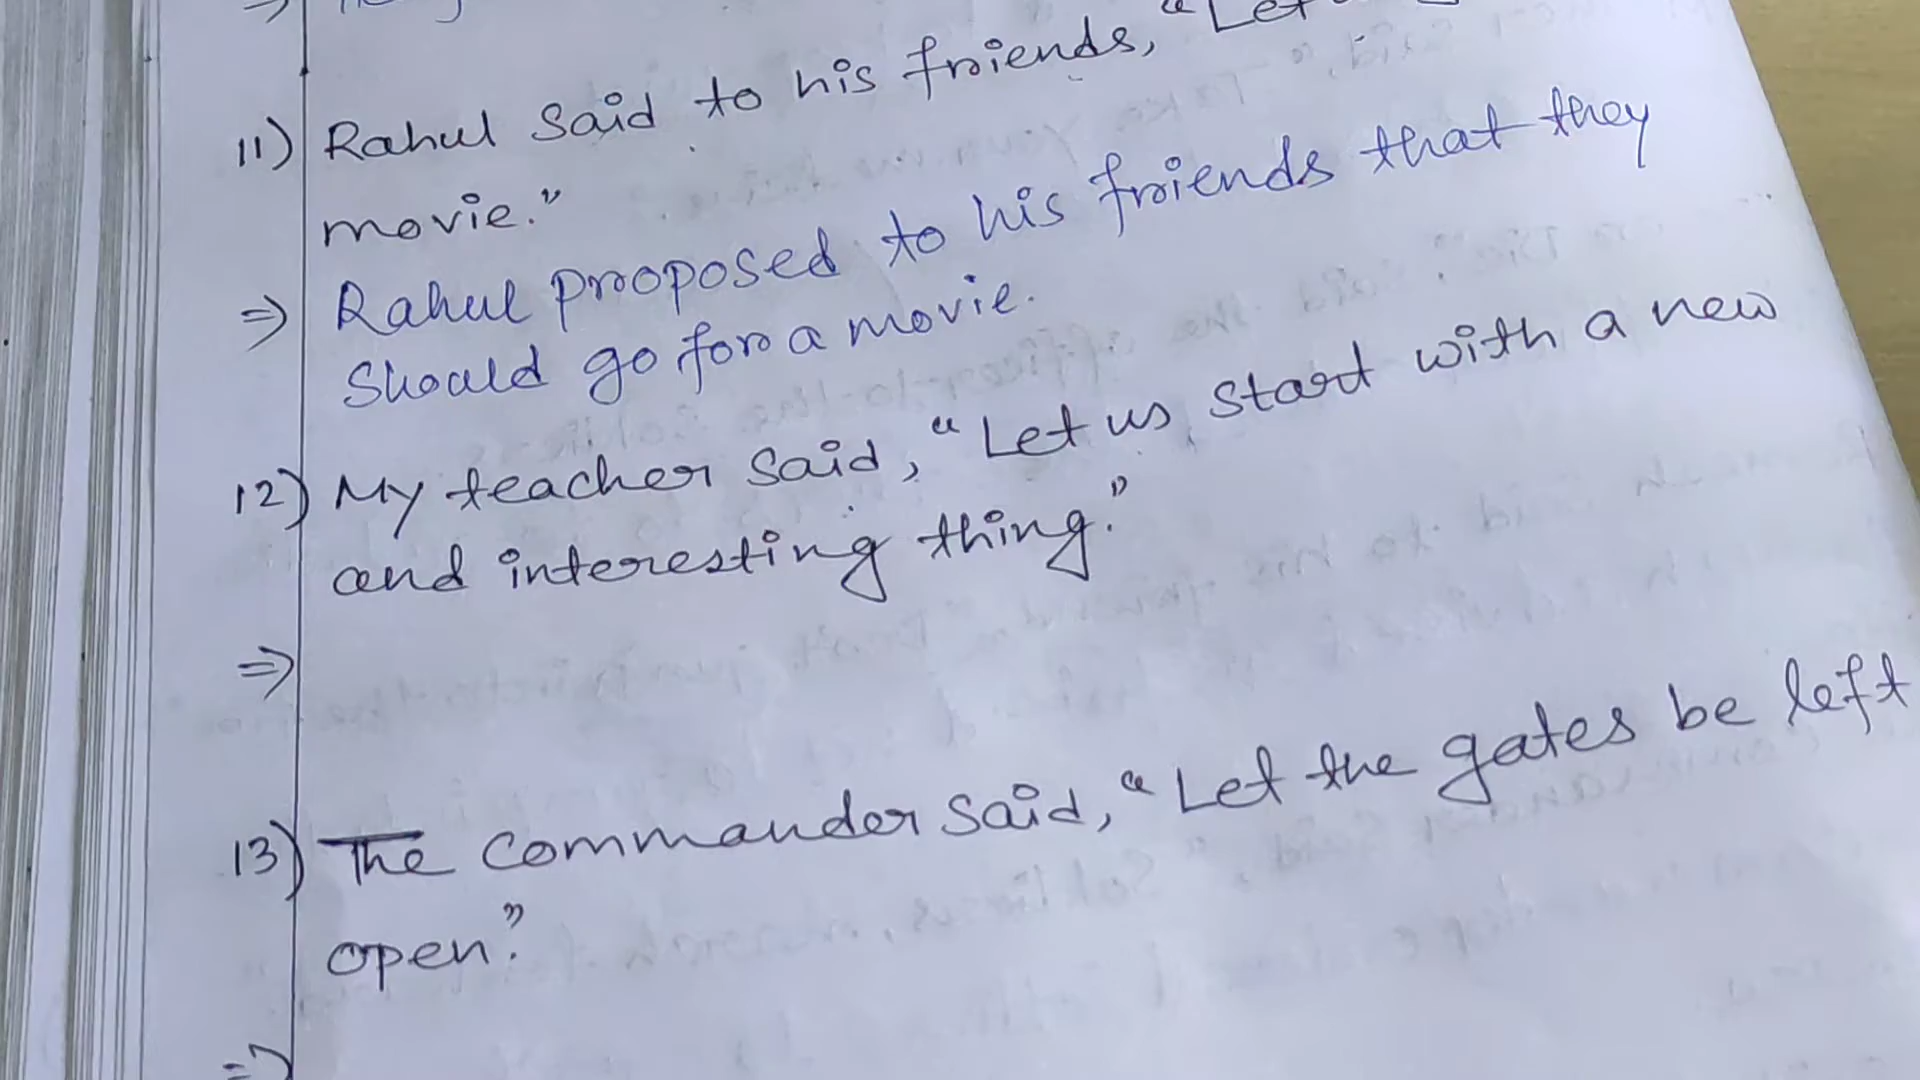 11) Rahul said to his friends, "Let
movie."
⇒ Rahul proposed to his friends that they
should go for a movie.
12) My teacher said, "Let us start with a new
and interesting thing."
⇒
13) The commander said, "Let the gates be left
open."
⇒